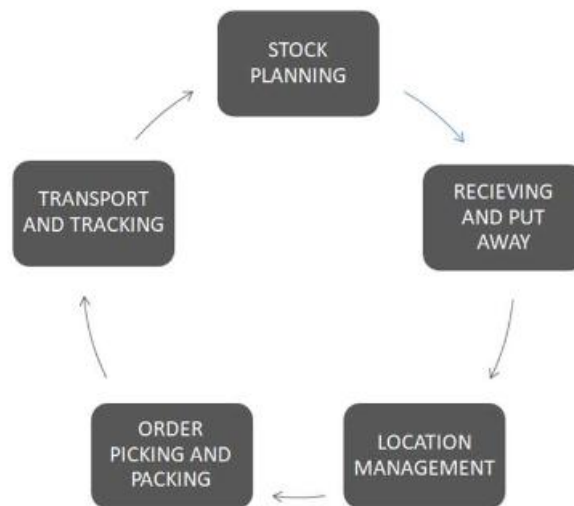 STOCK
PLANNING
RECIEVING
AND PUT
AWAY
LOCATION
MANAGEMENT
ORDER
PICKING AND
PACKING
TRANSPORT
AND TRACKING